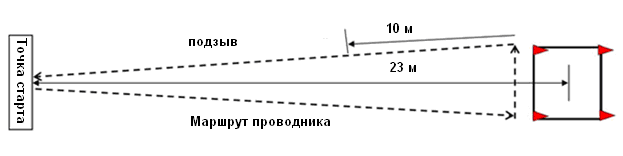 Точка старта
подзыв
10 м
23 м
Маршрут проводника